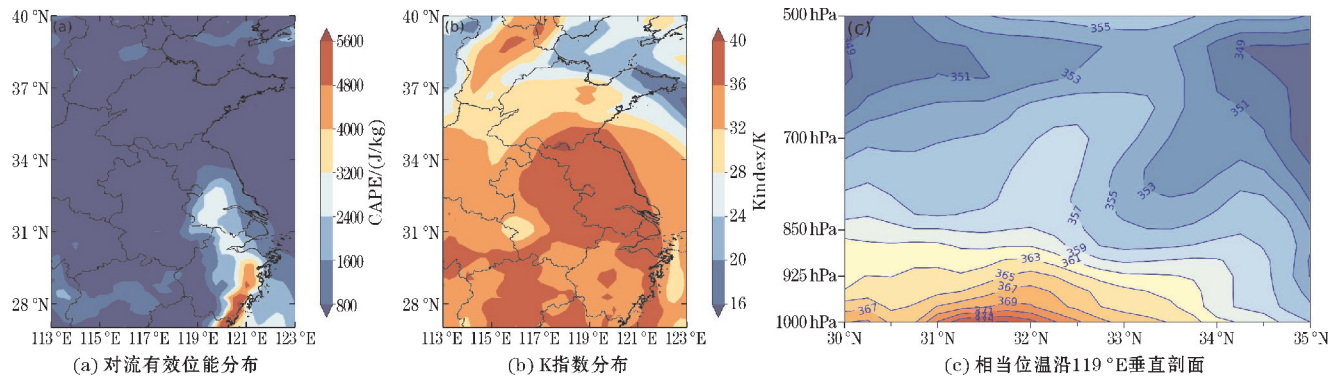 (a)
40 °N
37 °N
34 °N
31 °N
28 °N
113 °E
115 °E
117 °E
119 °E
121 °E
123 °E
5600
4800
4000
3200
2400
1600
800
CAPE/(J/kg)
(a) 对流有效位能分布
(b)
40 °N
37 °N
34 °N
31 °N
28 °N
113 °E
115 °E
117 °E
119 °E
121 °E
123 °E
40
36
32
28
24
20
16
Kindex/K
(b) K指数分布
(c)
500 hPa
700 hPa
850 hPa
925 hPa
1000 hPa
30 °N
31 °N
32 °N
33 °N
34 °N
35 °N
355
349
349
351
353
351
353
355
357
359
361
363
365
367
369
367
371
(c) 相当位温沿119 °E垂直剖面